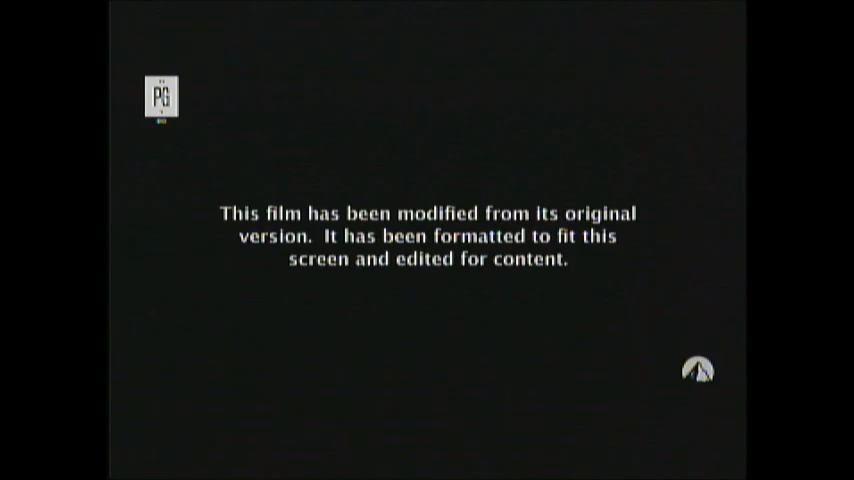 PG
This film has been modified from its original
version. It has been formatted to fit this
screen and edited for content.